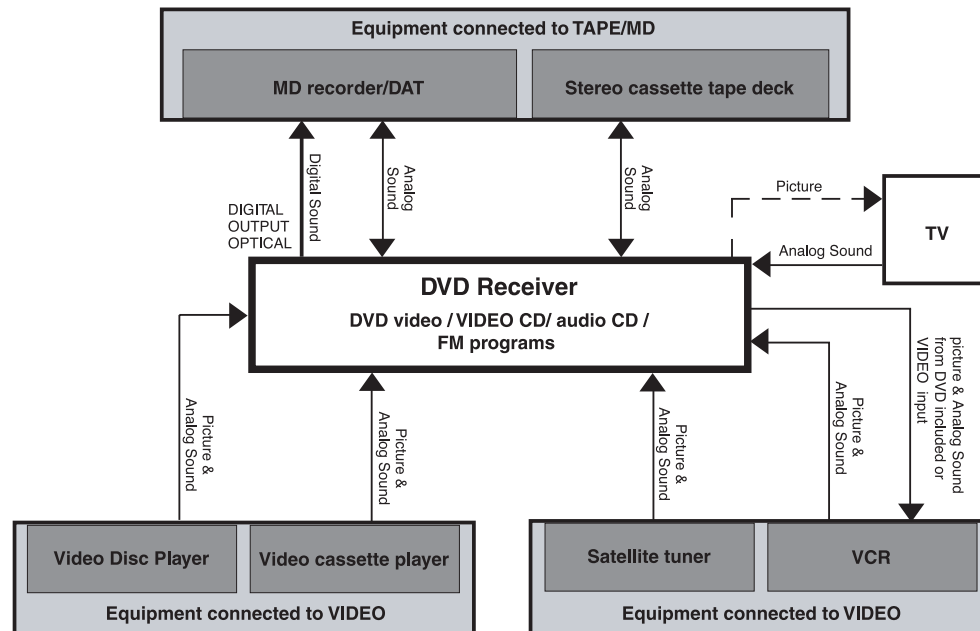 Equipment connected to TAPE/MD
MD recorder/DAT
Stereo cassette tape deck
Digital Sound
Analog
Sound
Analog
Sound
DIGITAL
OUTPUT
OPTICAL
Picture
TV
Analog Sound
DVD Receiver
DVD video / VIDEO CD/ audio CD /
FM programs
Picture &
Analog Sound
Picture &
Analog Sound
Picture &
Analog Sound
Picture &
Analog Sound
picture & Analog Sound
from DVD included or
VIDEO input
Video Disc Player
Video cassette player
Equipment connected to VIDEO
Satellite tuner
VCR
Equipment connected to VIDEO